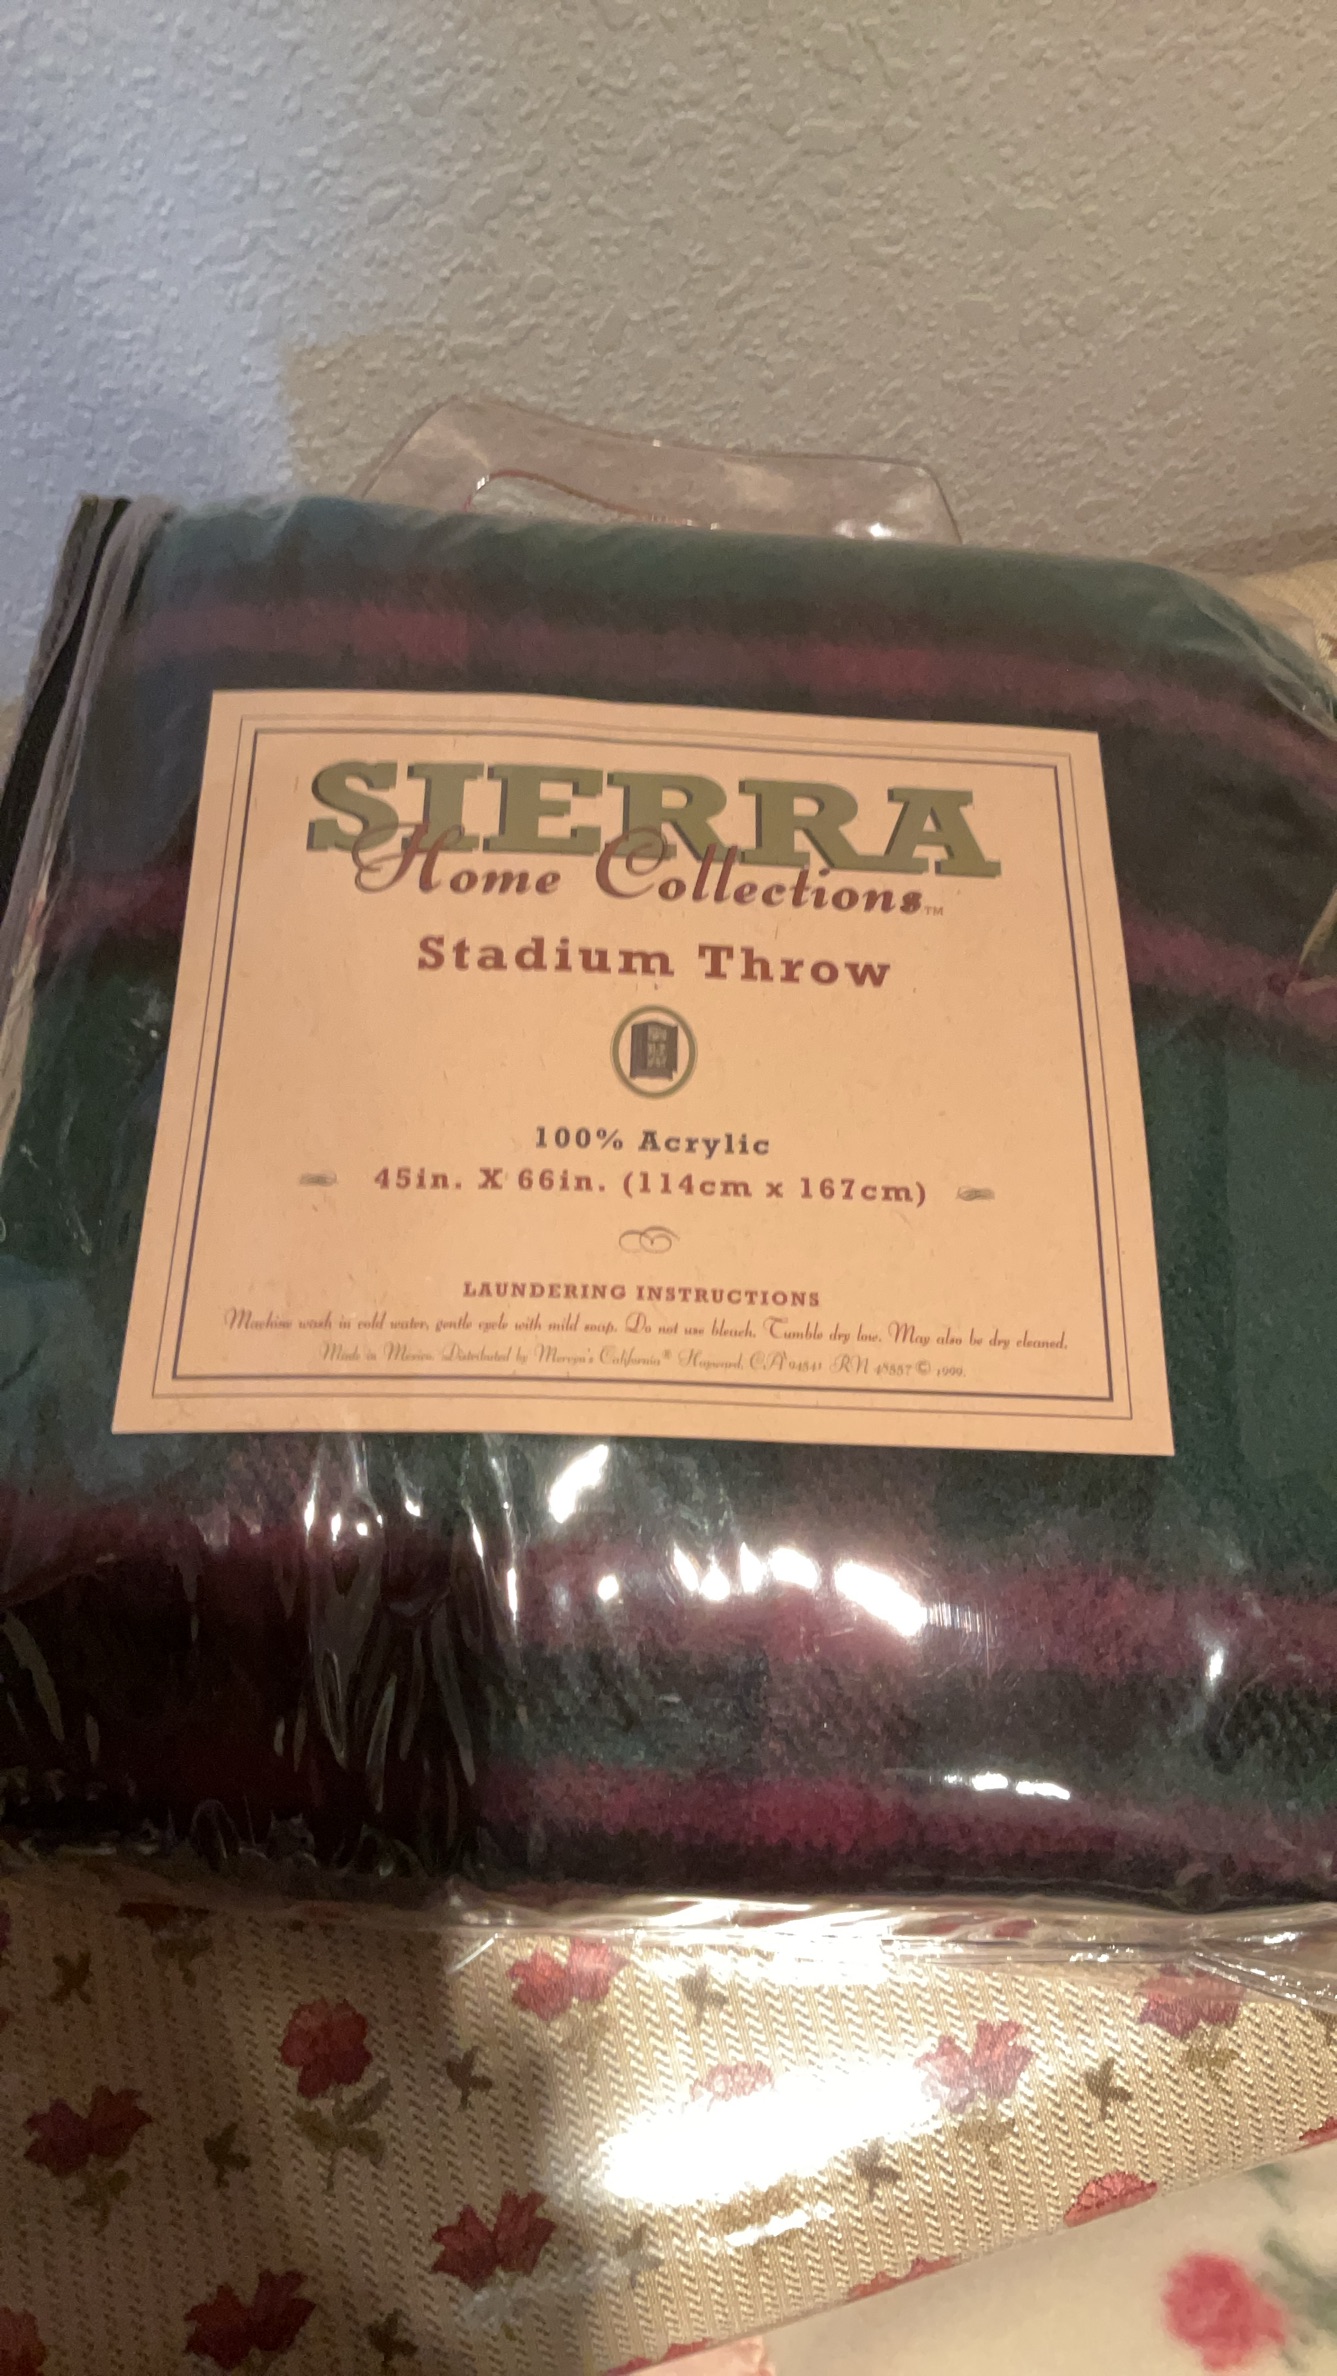 SIERRA
Home Collections™
Stadium Throw
100% Acrylic
45in. X 66in. (114cm x 167cm)
LAUNDERING INSTRUCTIONS
Machine wash in cold water, gentle cycle with mild soap. Do not use bleach. Tumble dry low. May also be dry cleaned.
Made in Mexico. Distributed by Mervyn's California® Hayward, CA 94541 RN 48887 © 1999.